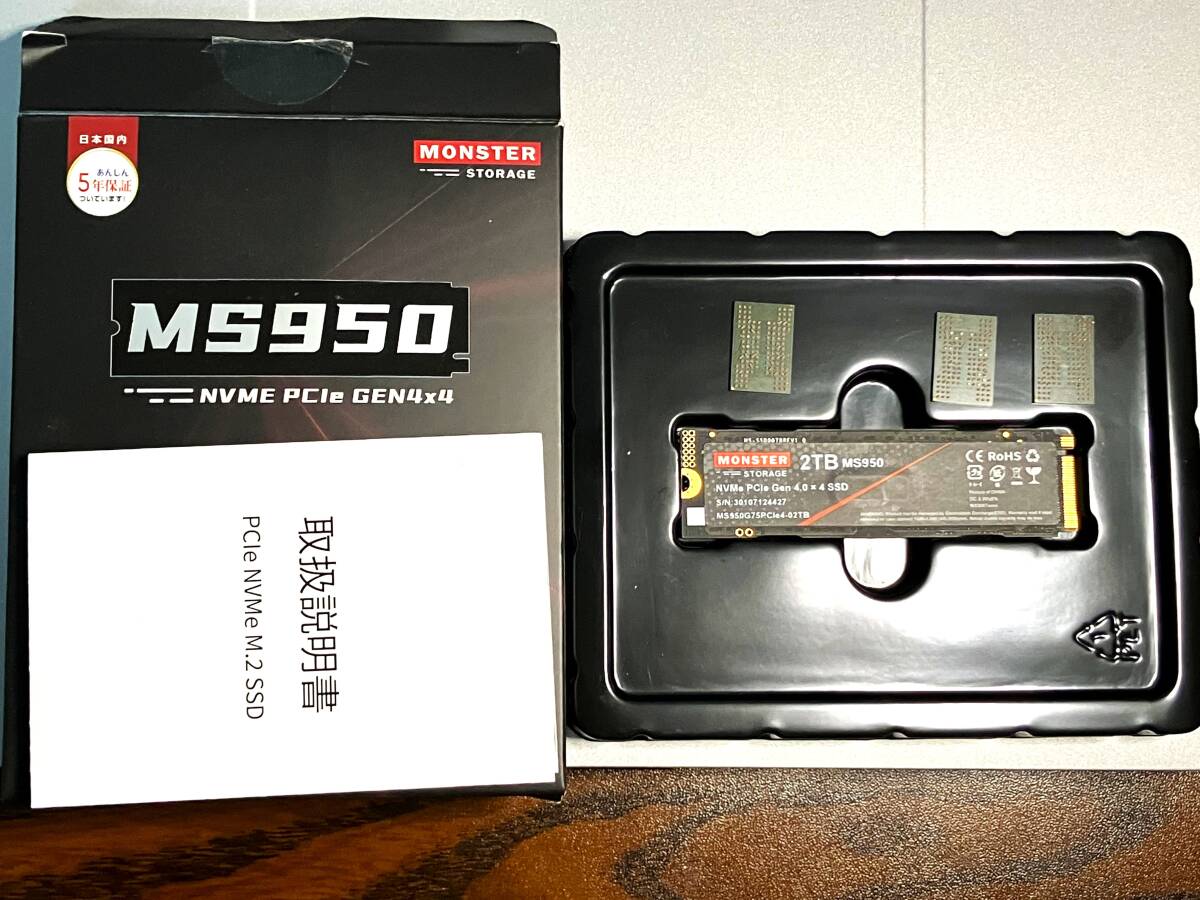 日本国内
あんしん
5年保証
ついています!
MONSTER
STORAGE
MS950
NVME PCIe GEN4x4
取扱説明書
PCIe NVMe M.2 SSD
MONSTER
STORAGE
2TB MS950
CE RoHS
NVMe PCIe Gen 4.0 × 4 SSD
S/N:30107124427
MS950G75PCIe4-02TB